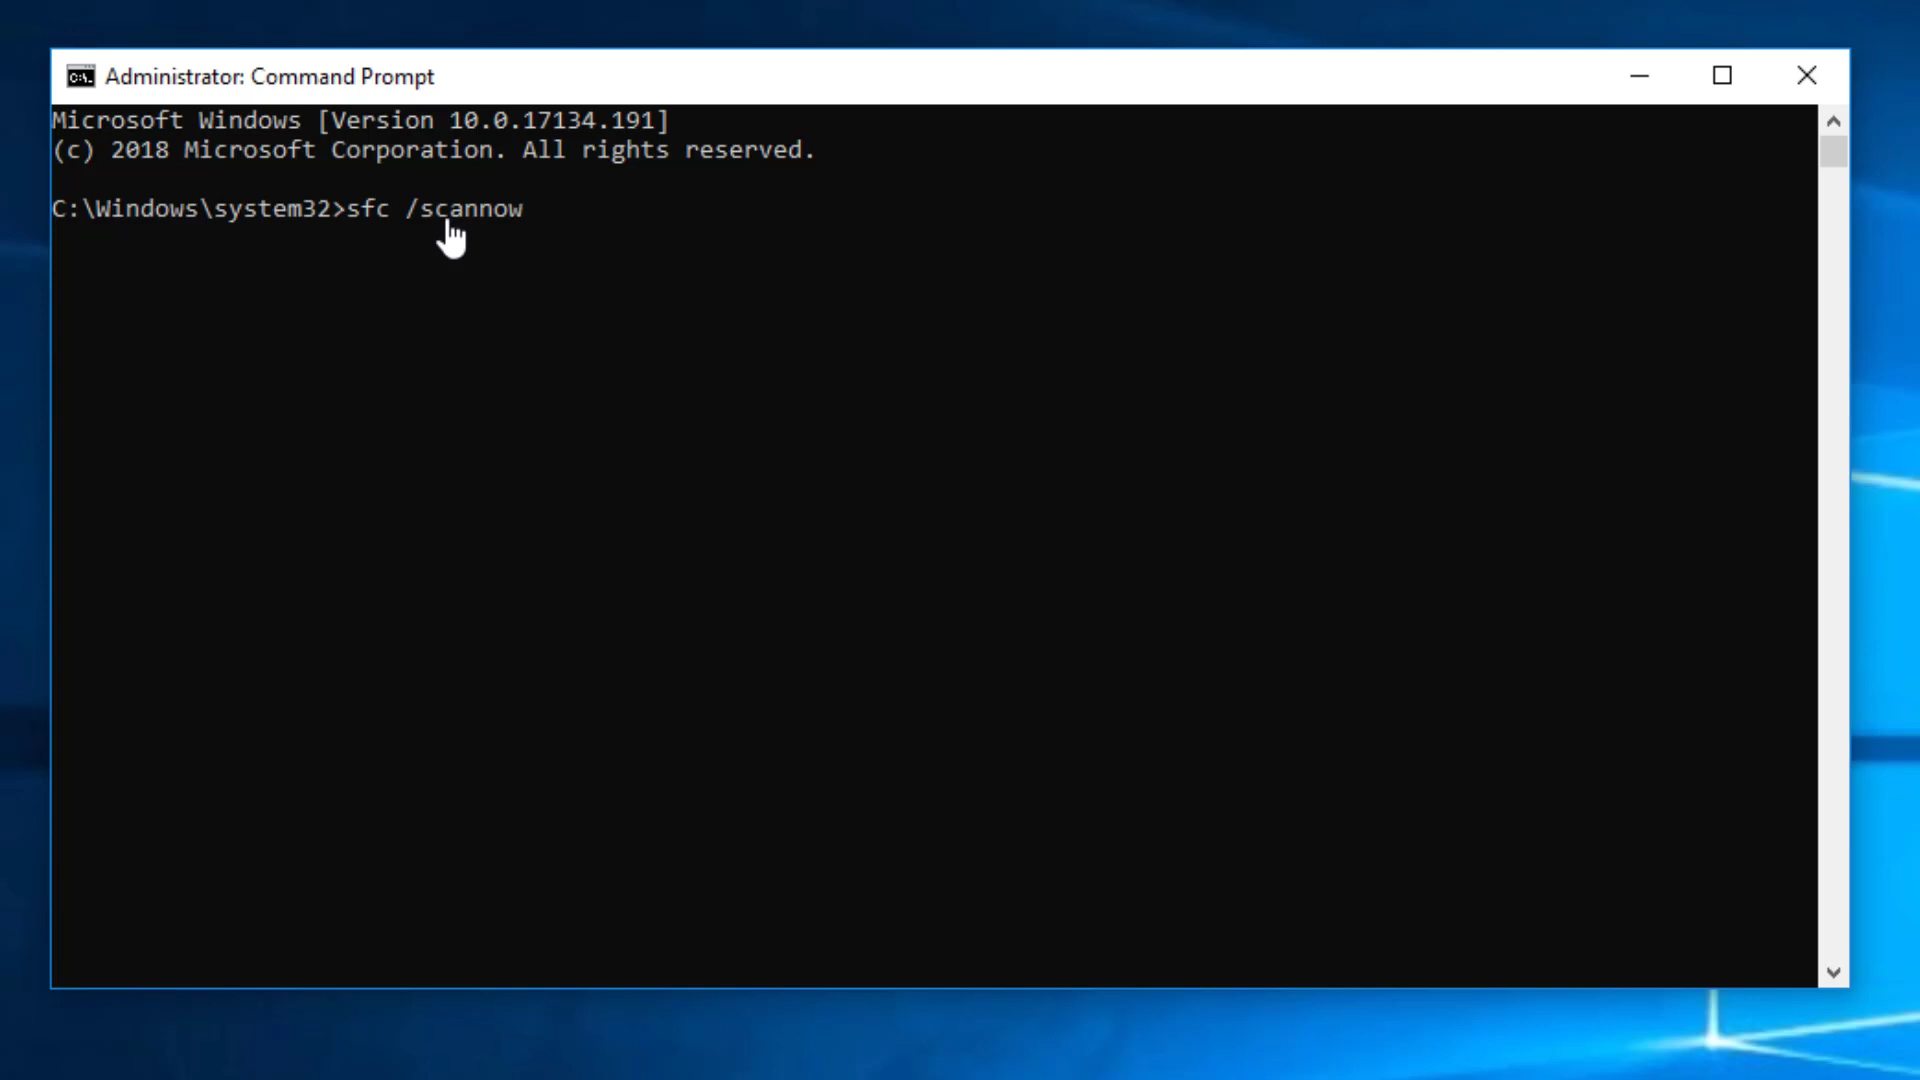 Administrator: Command Prompt
Microsoft Windows [Version 10.0.17134.191]
(c) 2018 Microsoft Corporation. All rights reserved.
C:\Windows\system32>sfc /scannow